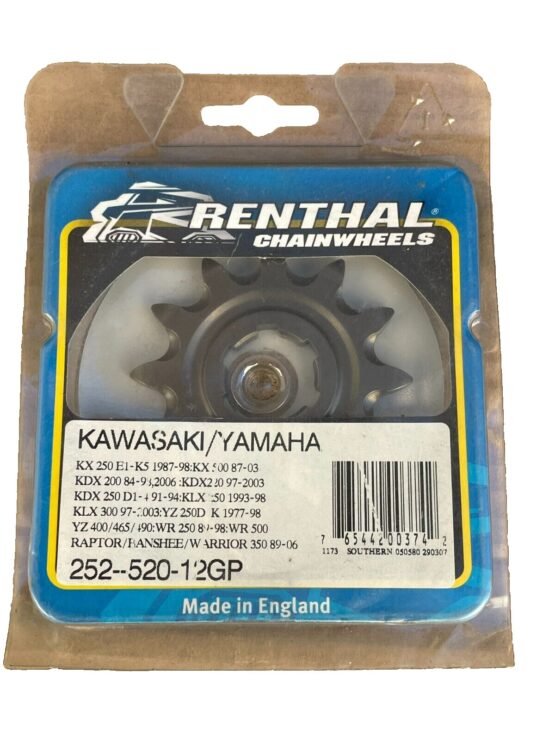 RENTHAL®
CHAINWHEELS
KAWASAKI/YAMAHA
KX 250 E1-K5 1987-98:KX 500 87-03
KDX 200 84-98,2006:KDX220 97-2003
KDX 250 D1-4 91-94:KLX 250 1993-98
KLX 300 97-2003:YZ 250D-K 1977-98
YZ 400/465/490:WR 250 89-98:WR 500
RAPTOR/BANSHEE/WARRIOR 350 89-06
252--520-12GP
7 65442 00374 2
1173 SOUTHERN 050580 290307
Made in England